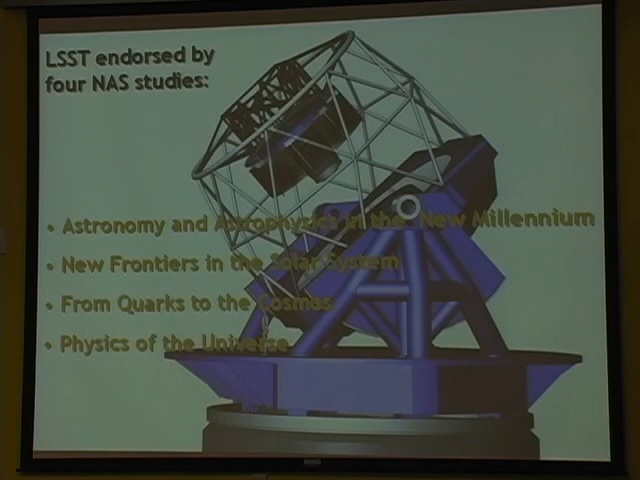 LSST endorsed by
four NAS studies:
• Astronomy and Astrophysics in the New Millennium
• New Frontiers in the Solar System
• From Quarks to the Cosmos
• Physics of the Universe